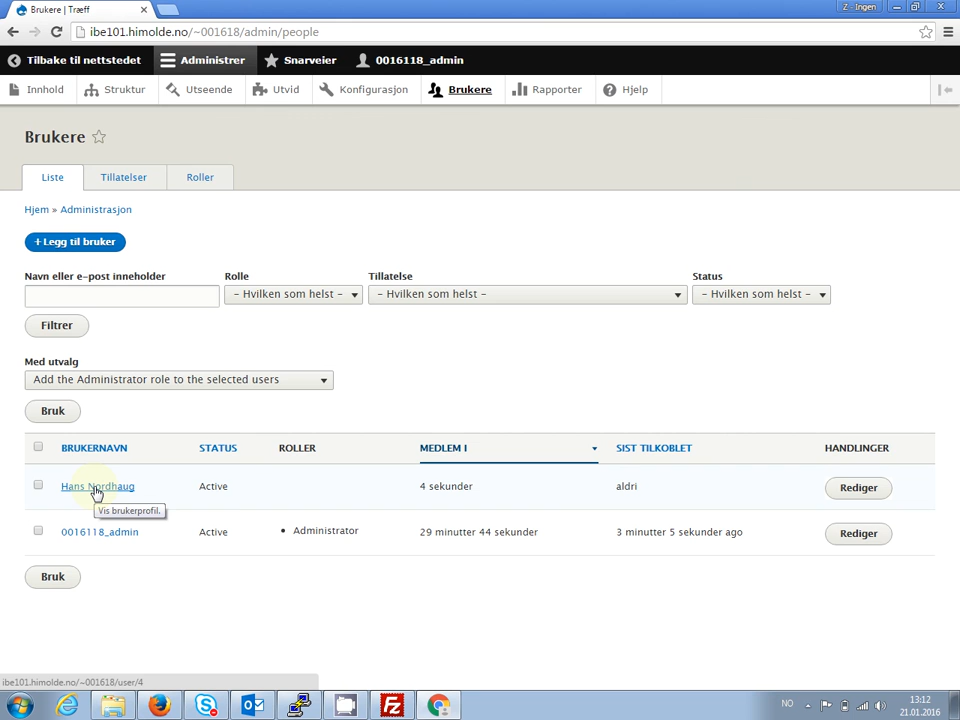 Brukere | Træff
Z - Ingen
ibe101.himolde.no/~001618/admin/people
Tilbake til nettstedet Administrer Snarveier 0016118_admin
Innhold Struktur Utseende Utvid Konfigurasjon Brukere Rapporter Hjelp
Brukere
Liste Tillatelser Roller
Hjem » Administrasjon
+ Legg til bruker
Navn eller e-post inneholder Rolle Tillatelse Status
- Hvilken som helst - - Hvilken som helst - - Hvilken som helst -
Filtrer
Med utvalg
Add the Administrator role to the selected users
Bruk
BRUKERNAVN STATUS ROLLER MEDLEM I SIST TILKOBLET HANDLINGER
Hans Nordhaug Active 4 sekunder aldri Rediger
Vis brukerprofil.
0016118_admin Active • Administrator 29 minutter 44 sekunder 3 minutter 5 sekunder ago Rediger
Bruk
ibe101.himolde.no/~001618/user/4
NO 13:12
21.01.2016